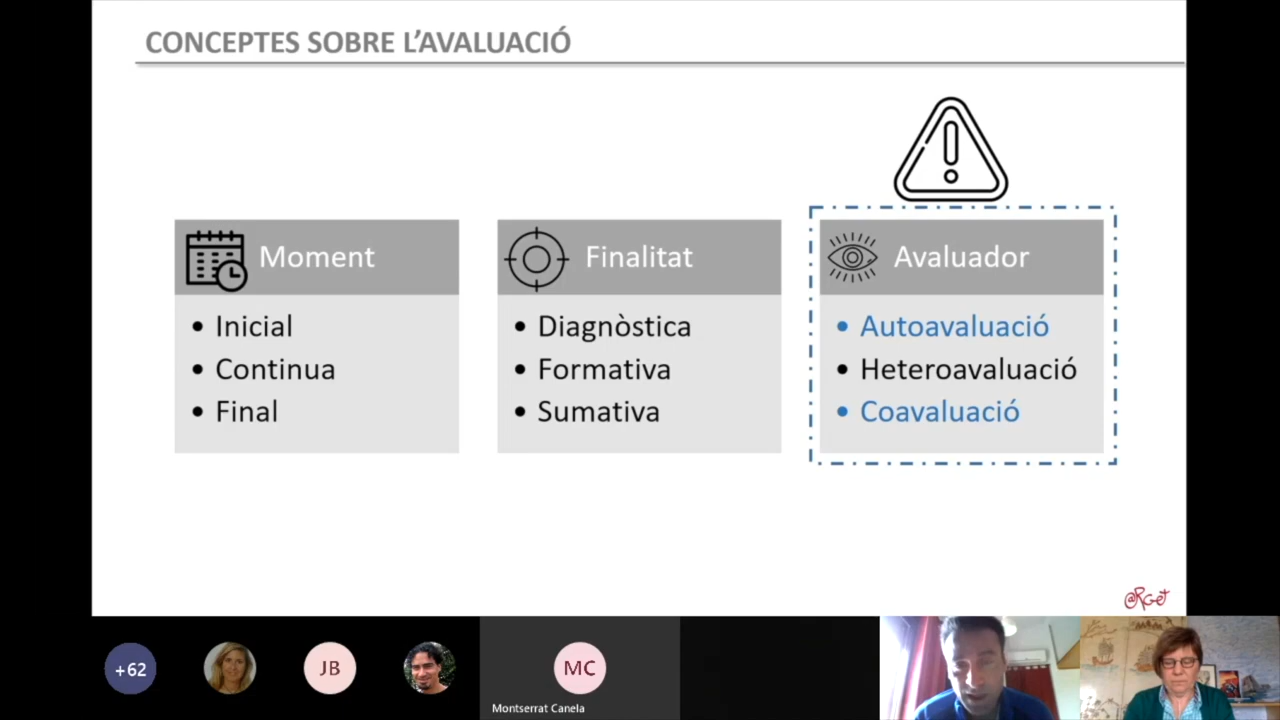 CONCEPTES SOBRE L'AVALUACIÓ
Moment
• Inicial
• Continua
• Final
Finalitat
• Diagnòstica
• Formativa
• Sumativa
Avaluador
• Autoavaluació
• Heteroavaluació
• Coavaluació
@RGet
+62
JB
MC
Montserrat Canela